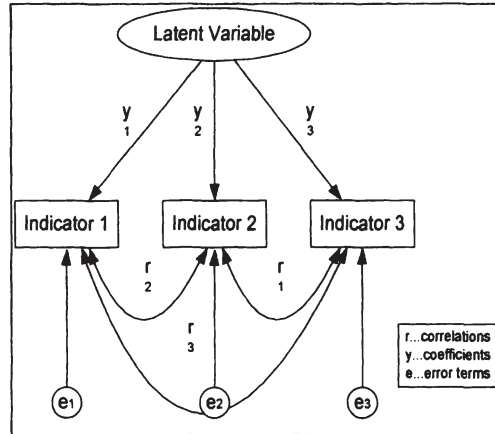 Latent Variable
y
1
y
2
y
3
Indicator 1
Indicator 2
Indicator 3
r
2
r
1
r
3
r...correlations
y...coefficients
e...error terms
e1
e2
e3